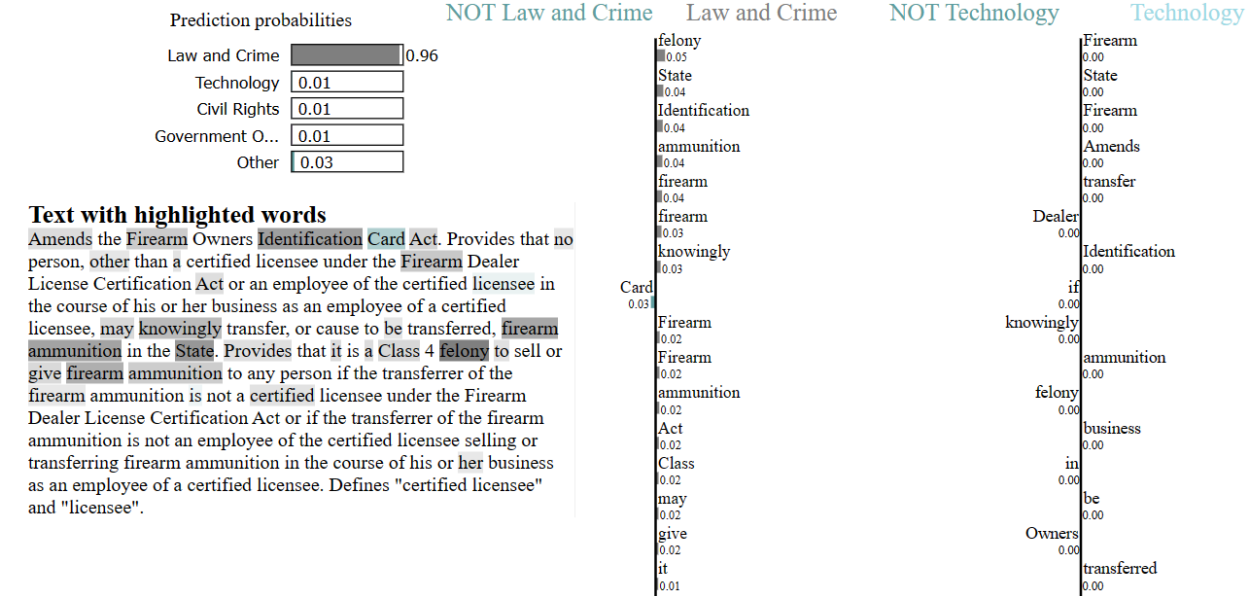 Prediction probabilities
Law and Crime 0.96
Technology 0.01
Civil Rights 0.01
Government O... 0.01
Other 0.03
Text with highlighted words
Amends the Firearm Owners Identification Card Act. Provides that no
person, other than a certified licensee under the Firearm Dealer
License Certification Act or an employee of the certified licensee in
the course of his or her business as an employee of a certified
licensee, may knowingly transfer, or cause to be transferred, firearm
ammunition in the State. Provides that it is a Class 4 felony to sell or
give firearm ammunition to any person if the transferrer of the
firearm ammunition is not a certified licensee under the Firearm
Dealer License Certification Act or if the transferrer of the firearm
ammunition is not an employee of the certified licensee selling or
transferring firearm ammunition in the course of his or her business
as an employee of a certified licensee. Defines "certified licensee"
and "licensee".
NOT Law and Crime Law and Crime
felony
0.05
State
0.04
Identification
0.04
ammunition
0.04
firearm
0.04
firearm
0.03
knowingly
0.03
Card
0.03
Firearm
0.02
Firearm
0.02
ammunition
0.02
Act
0.02
Class
0.02
may
0.02
give
0.02
it
0.01
NOT Technology Technology
Firearm
0.00
State
0.00
Firearm
0.00
Amends
0.00
transfer
0.00
Dealer
0.00
Identification
0.00
if
0.00
knowingly
0.00
ammunition
0.00
felony
0.00
business
0.00
in
0.00
be
0.00
Owners
0.00
transferred
0.00